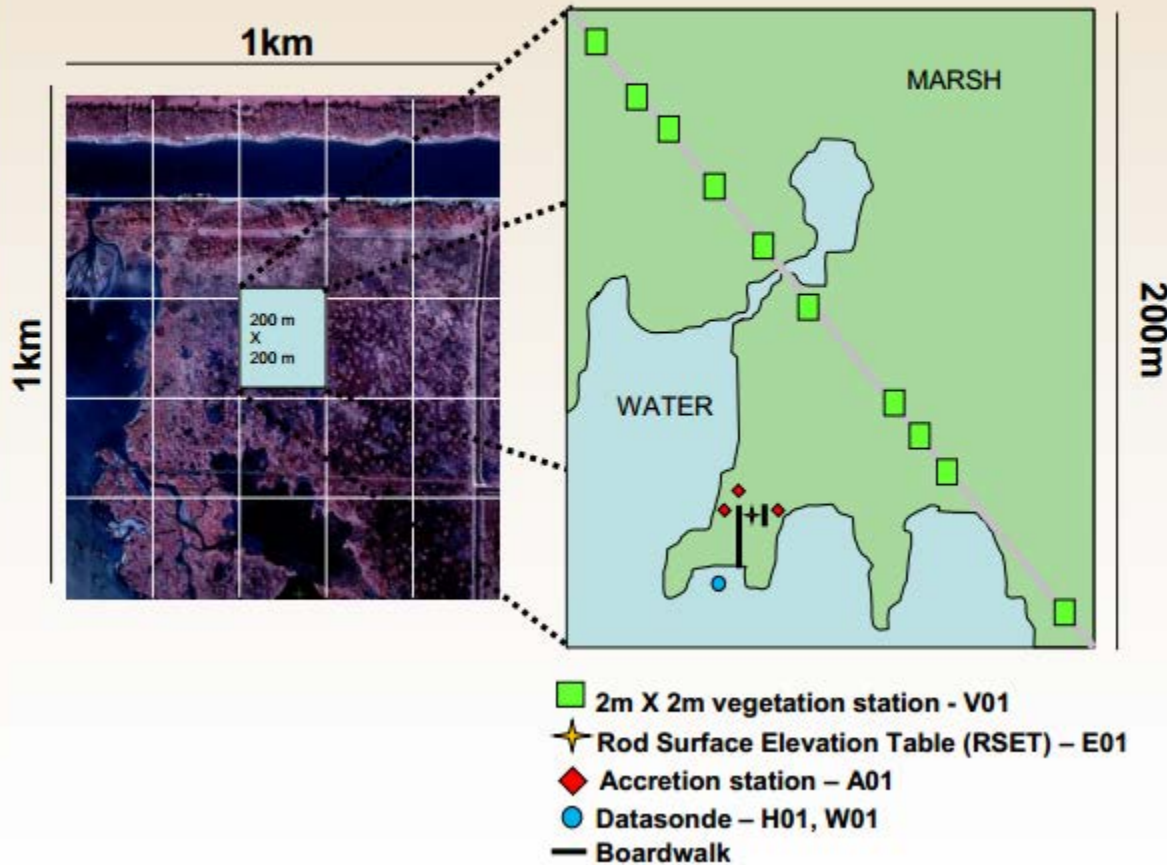 1km
1km
200 m
X
200 m
MARSH
WATER
200m
2m X 2m vegetation station - V01
Rod Surface Elevation Table (RSET) – E01
Accretion station – A01
Datasonde – H01, W01
Boardwalk